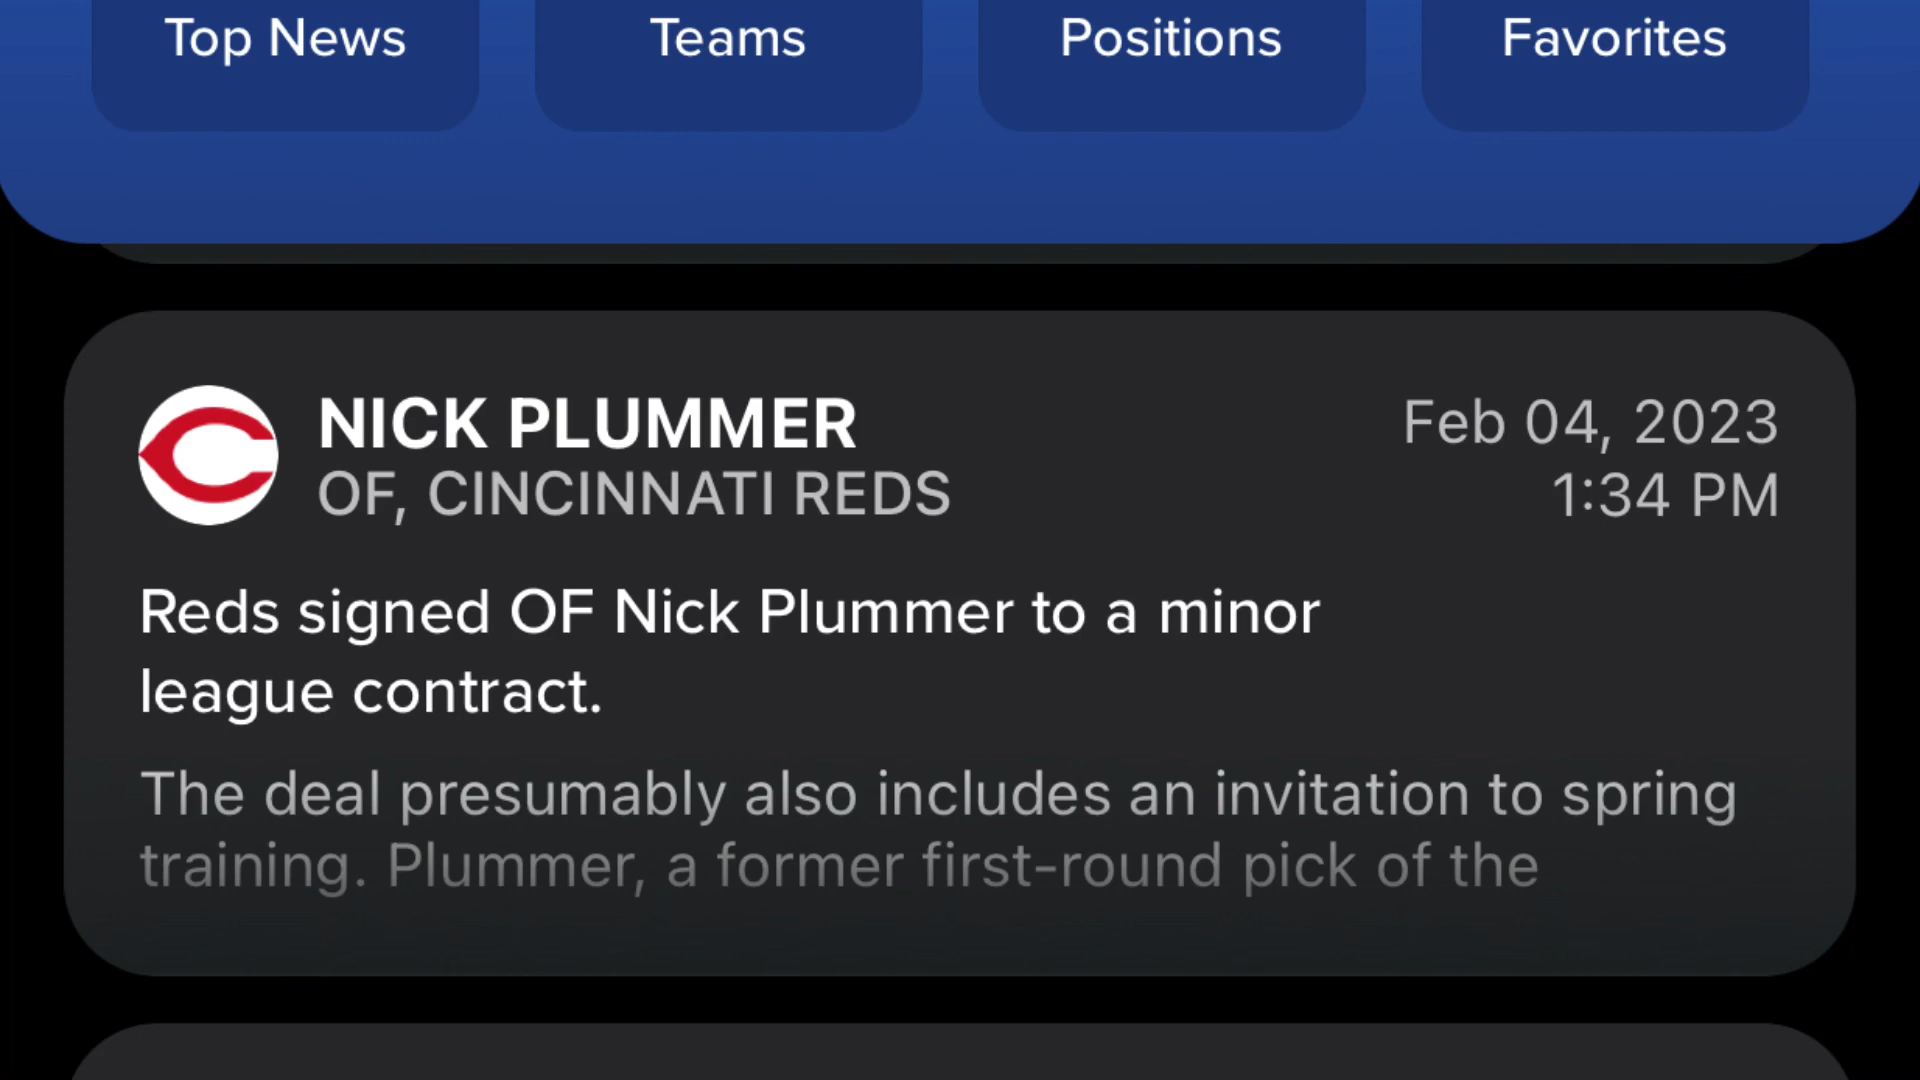 Top News Teams Positions Favorites
NICK PLUMMER Feb 04, 2023
OF, CINCINNATI REDS 1:34 PM
Reds signed OF Nick Plummer to a minor
league contract.
The deal presumably also includes an invitation to spring
training. Plummer, a former first-round pick of the